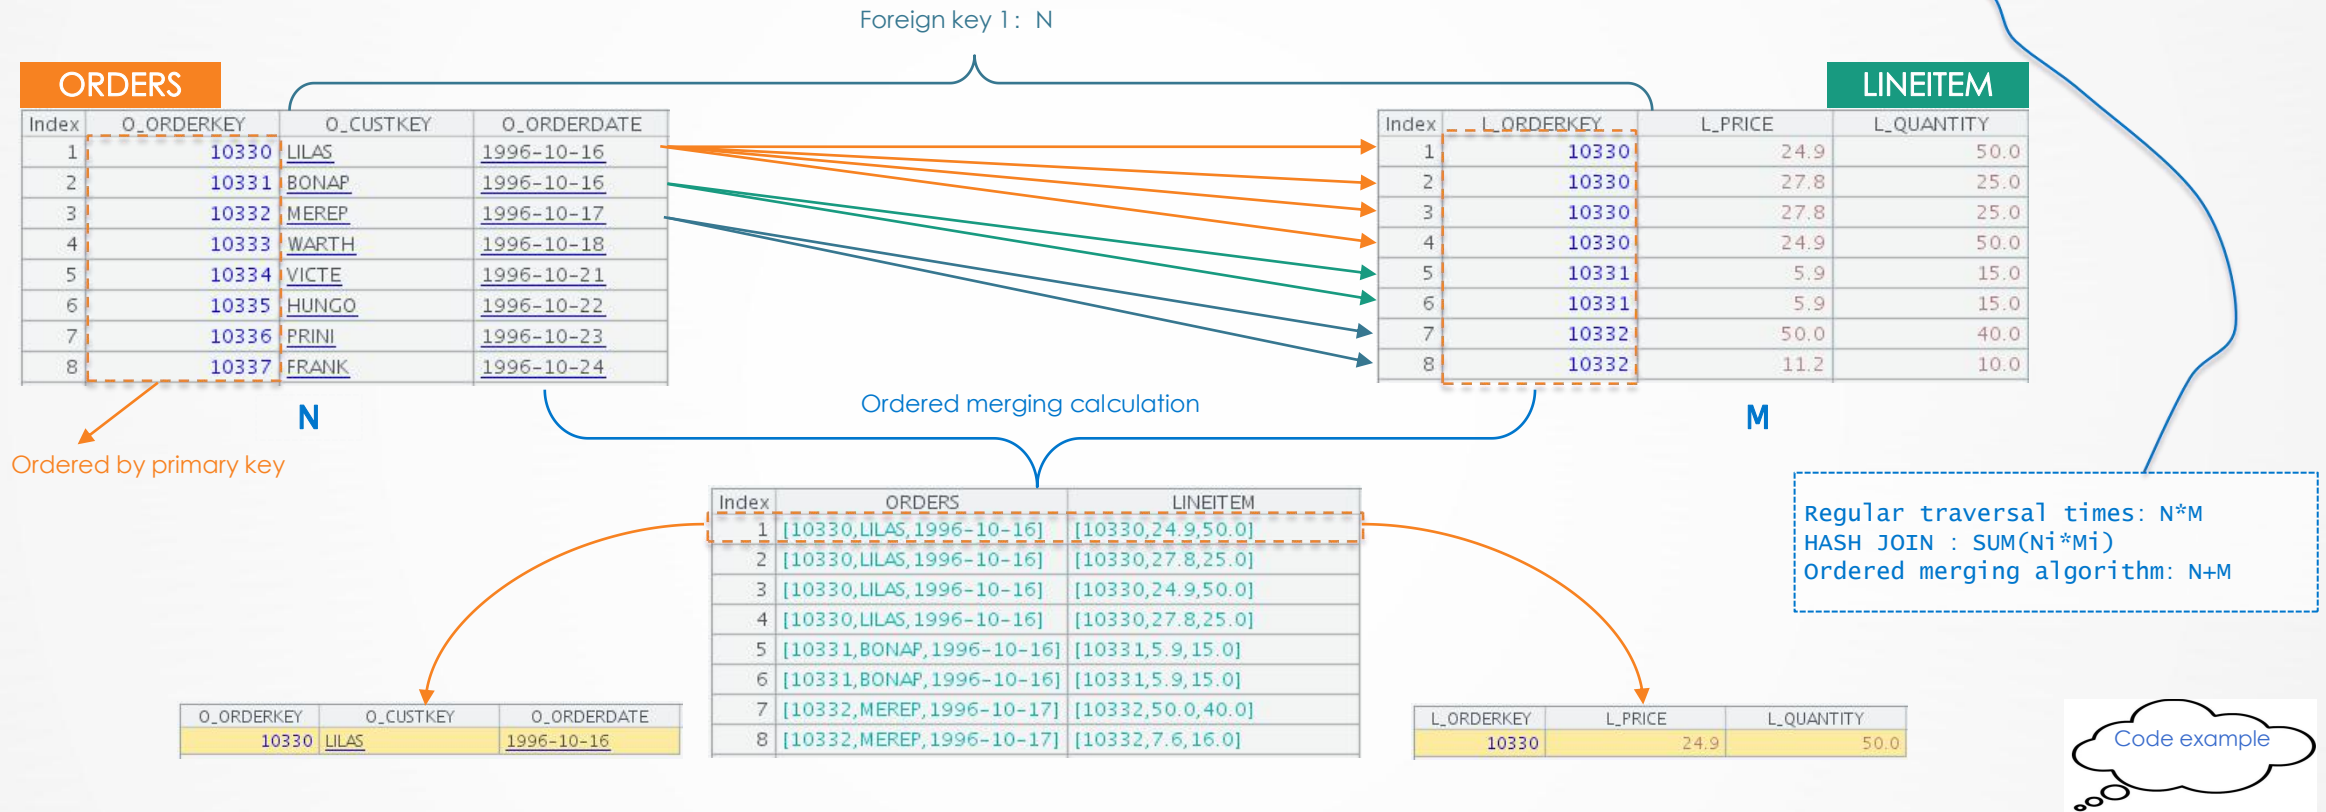 Foreign key 1: N
ORDERS
Index O_ORDERKEY O_CUSTKEY O_ORDERDATE
1 10330 LILAS 1996-10-16
2 10331 BONAP 1996-10-16
3 10332 MEREP 1996-10-17
4 10333 WARTH 1996-10-18
5 10334 VICTE 1996-10-21
6 10335 HUNGO 1996-10-22
7 10336 PRINI 1996-10-23
8 10337 FRANK 1996-10-24
N
Ordered by primary key
LINEITEM
Index L_ORDERKEY L_PRICE L_QUANTITY
1 10330 24.9 50.0
2 10330 27.8 25.0
3 10330 27.8 25.0
4 10330 24.9 50.0
5 10331 5.9 15.0
6 10331 5.9 15.0
7 10332 50.0 40.0
8 10332 11.2 10.0
M
Ordered merging calculation
Index ORDERS LINEITEM
1 [10330,LILAS,1996-10-16] [10330,24.9,50.0]
2 [10330,LILAS,1996-10-16] [10330,27.8,25.0]
3 [10330,LILAS,1996-10-16] [10330,24.9,50.0]
4 [10330,LILAS,1996-10-16] [10330,27.8,25.0]
5 [10331,BONAP,1996-10-16] [10331,5.9,15.0]
6 [10331,BONAP,1996-10-16] [10331,5.9,15.0]
7 [10332,MEREP,1996-10-17] [10332,50.0,40.0]
8 [10332,MEREP,1996-10-17] [10332,7.6,16.0]
Regular traversal times: N*M
HASH JOIN : SUM(Ni*Mi)
Ordered merging algorithm: N+M
O_ORDERKEY O_CUSTKEY O_ORDERDATE
10330 LILAS 1996-10-16
L_ORDERKEY L_PRICE L_QUANTITY
10330 24.9 50.0
Code example